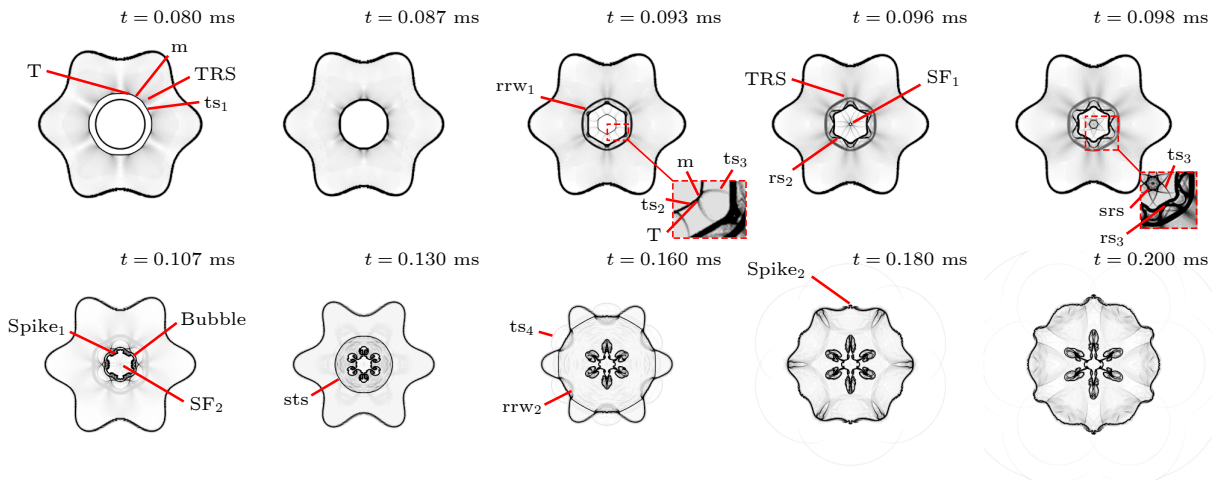 t = 0.080 ms
t = 0.087 ms
t = 0.093 ms
t = 0.096 ms
t = 0.098 ms
T
m
TRS
ts₁
rrw₁
m
ts₃
ts₂
T
TRS
SF₁
rs₂
ts₃
srs
rs₃
t = 0.107 ms
t = 0.130 ms
t = 0.160 ms
t = 0.180 ms
t = 0.200 ms
Spike₁
Bubble
SF₂
sts
ts₄
rrw₂
Spike₂